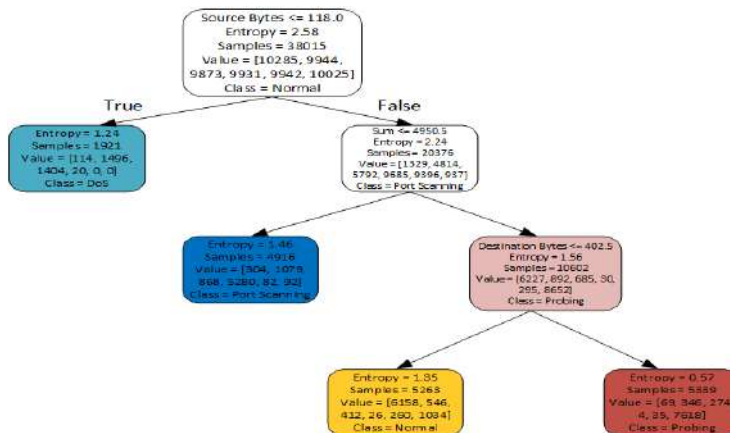 Source Bytes <= 118.0
Entropy = 2.58
Samples = 38015
Value = [10285, 9944,
9873, 9931, 9942, 10025]
Class = Normal
True
False
Entropy = 1.24
Samples = 1921
Value = [114, 1496,
1404, 20, 0, 0]
Class = DoS
Sum <= 4950.5
Entropy = 2.24
Samples = 20376
Value = [1329, 4814,
5792, 9685, 9396, 937]
Class = Port Scanning
Entropy = 1.46
Samples = 4916
Value = [304, 1079,
868, 5280, 82, 92]
Class = Port Scanning
Destination Bytes <= 402.5
Entropy = 1.56
Samples = 10602
Value = [6227, 892, 685, 30,
295, 8652]
Class = Probing
Entropy = 1.35
Samples = 5263
Value = [6158, 546,
412, 26, 260, 1034]
Class = Normal
Entropy = 0.57
Samples = 5339
Value = [69, 346, 274,
4, 35, 7618]
Class = Probing